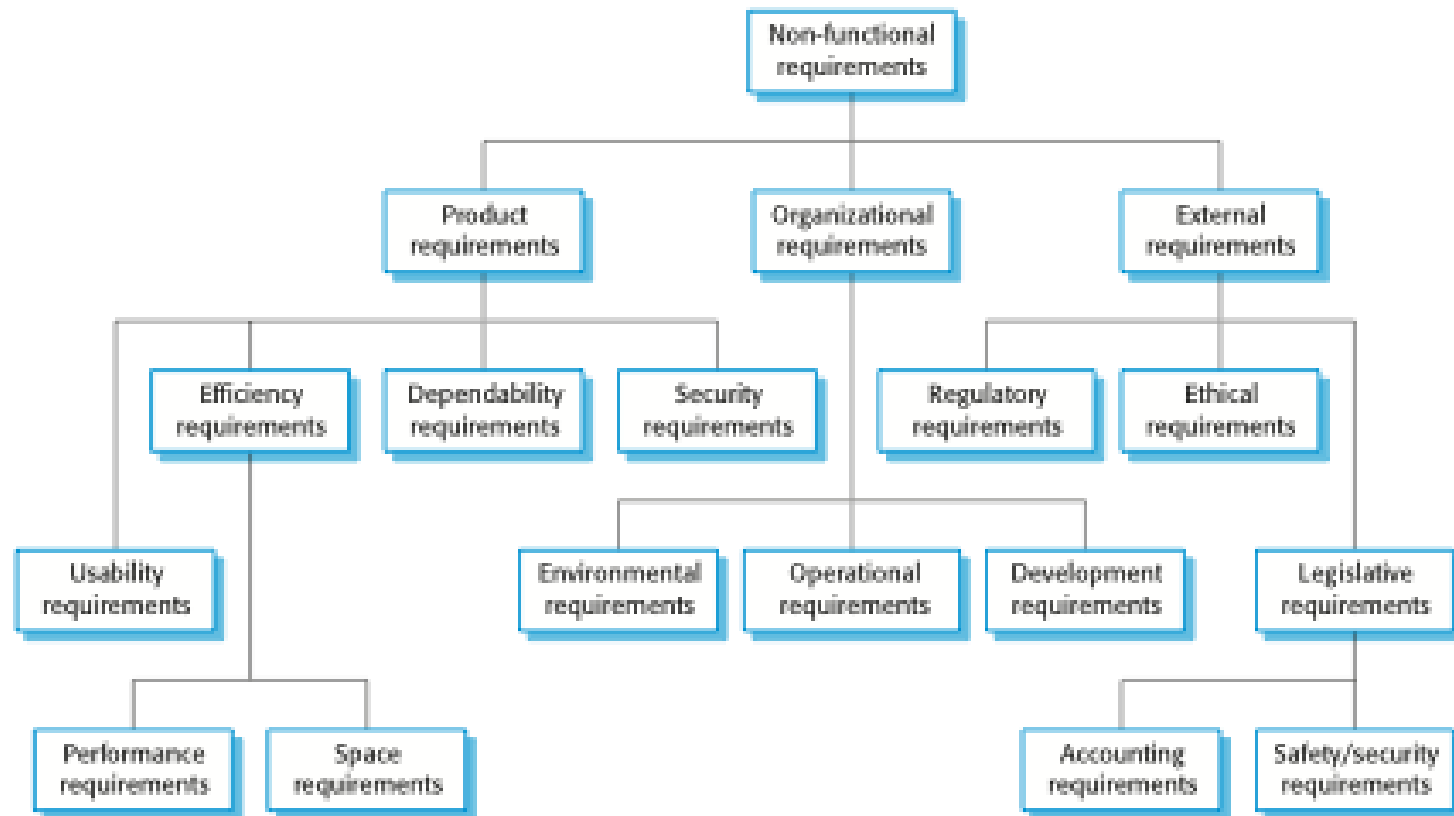 Non-functional
requirements
Product
requirements
Organizational
requirements
External
requirements
Efficiency
requirements
Dependability
requirements
Security
requirements
Regulatory
requirements
Ethical
requirements
Usability
requirements
Environmental
requirements
Operational
requirements
Development
requirements
Legislative
requirements
Performance
requirements
Space
requirements
Accounting
requirements
Safety/security
requirements